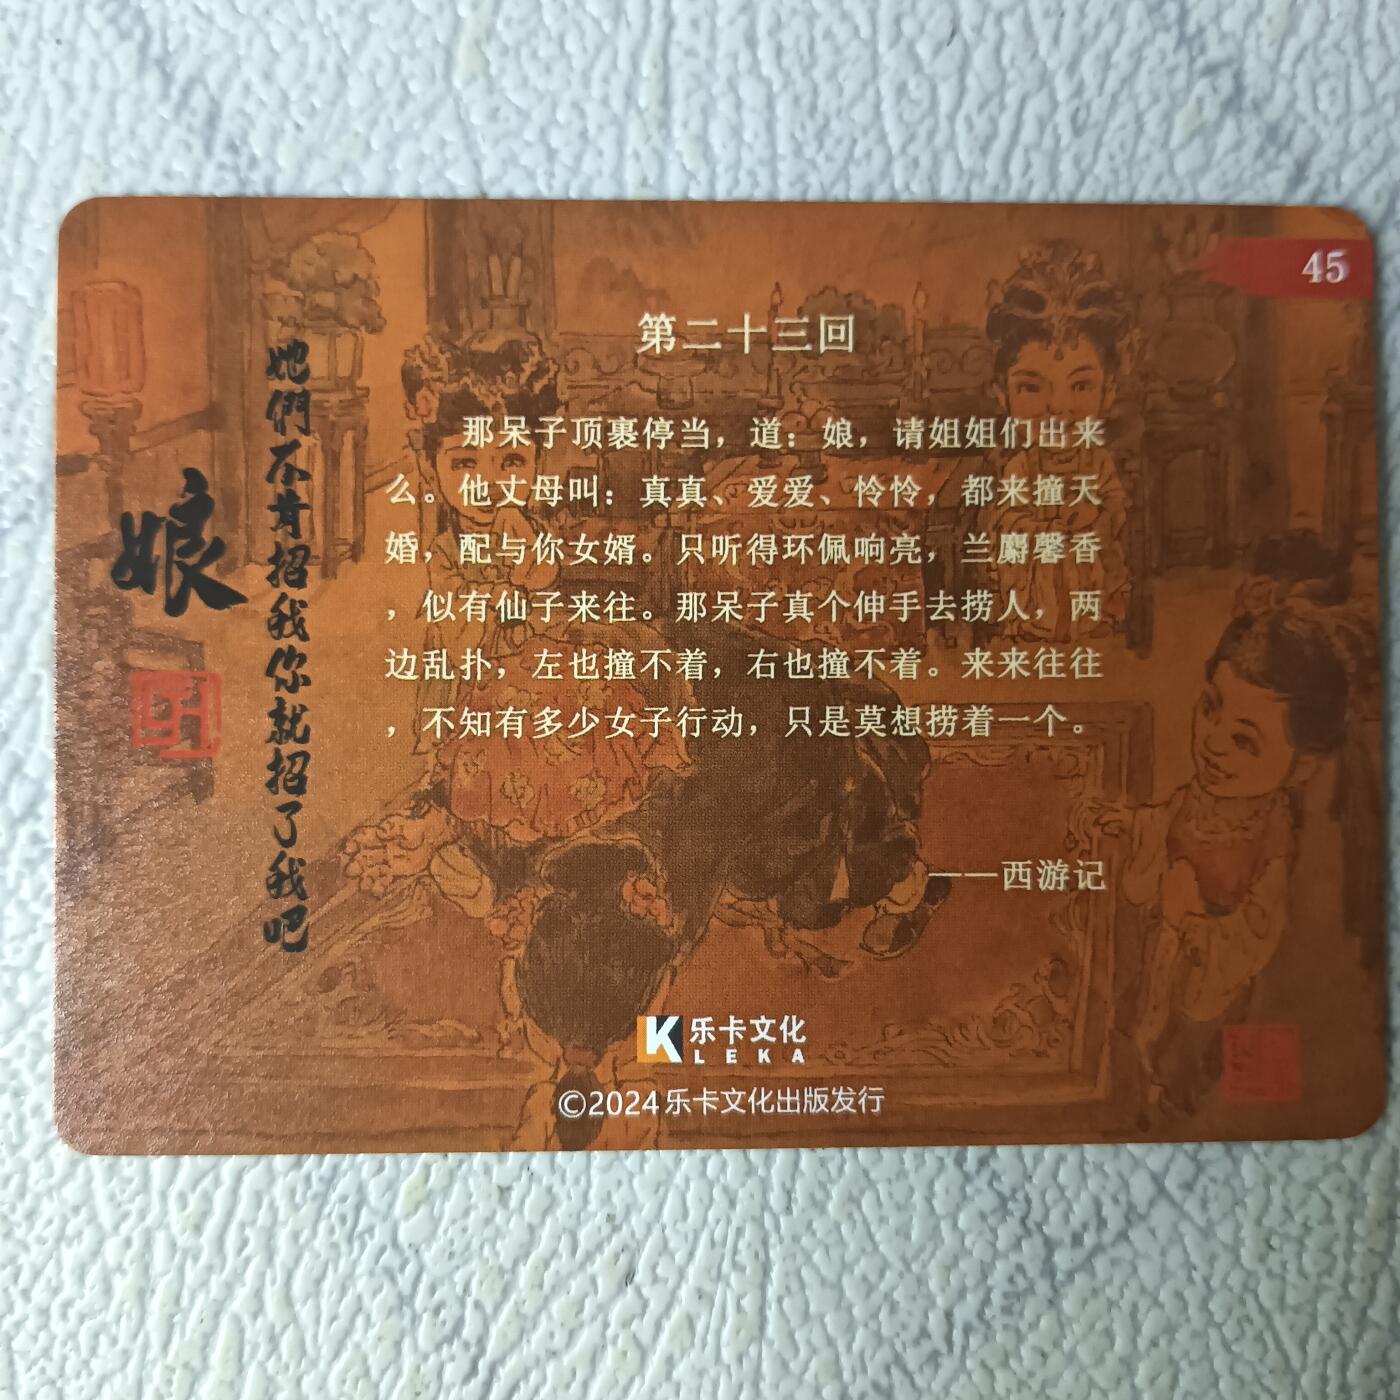 45
第二十三回
那呆子顶裹停当，道：娘，请姐姐们出来
么。他丈母叫：真真、爱爱、怜怜，都来撞天
婚，配与你女婿。只听得环佩响亮，兰麝馨香
，似有仙子来往。那呆子真个伸手去捞人，两
边乱扑，左也撞不着，右也撞不着。来来往往
，不知有多少女子行动，只是莫想捞着一个。
——西游记
她們不肯招我你就招了我吧
娘
K 乐卡文化
LEKA
©2024乐卡文化出版发行